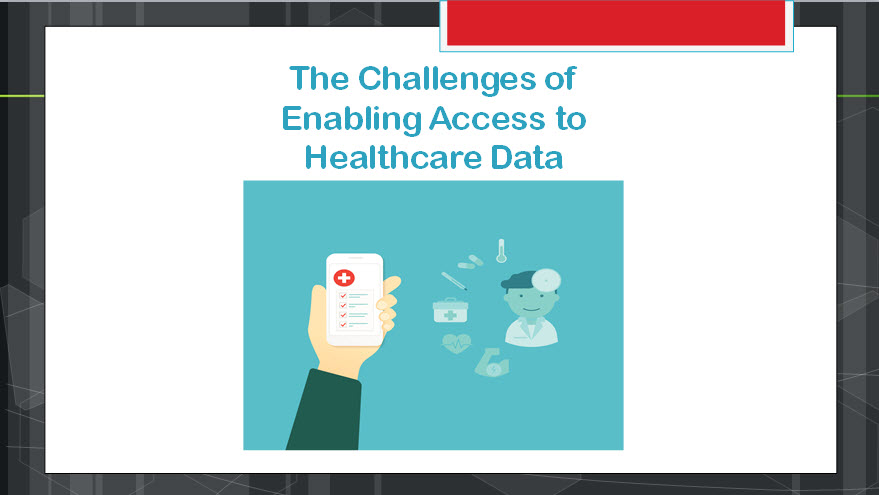 The Challenges of
Enabling Access to
Healthcare Data